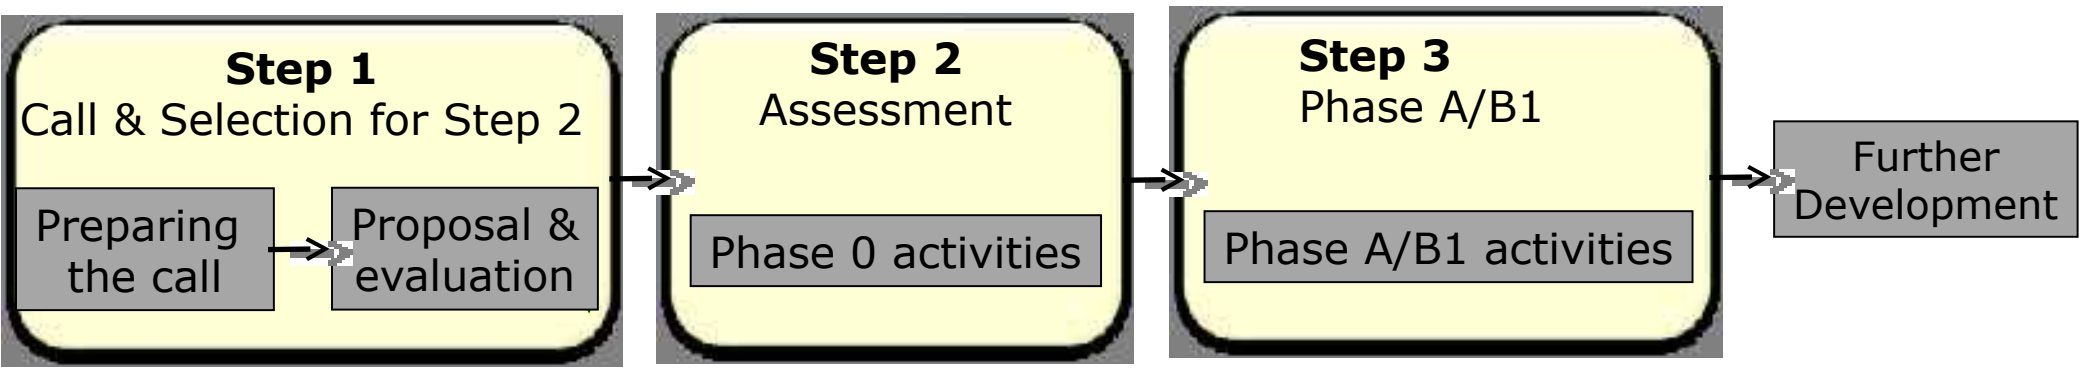 Step 1
Call & Selection for Step 2
Preparing
the call
Proposal &
evaluation
Step 2
Assessment
Phase 0 activities
Step 3
Phase A/B1
Phase A/B1 activities
Further
Development